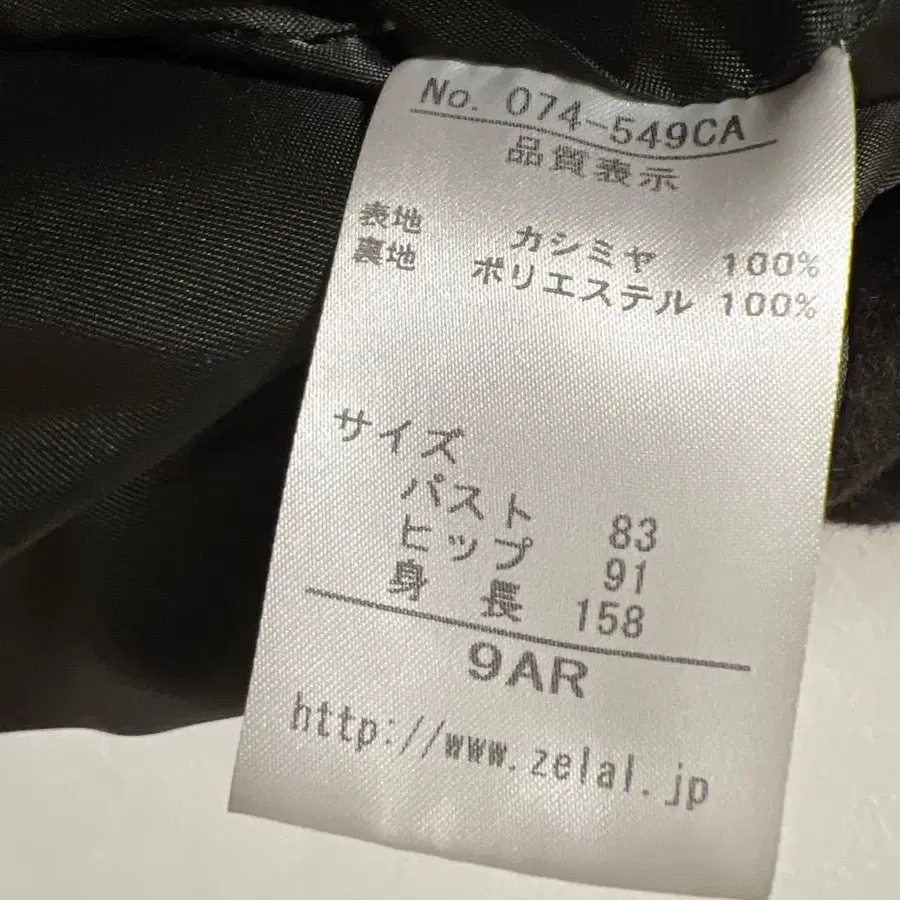 No. 074-549CA
品質表示
表地 カシミヤ 100%
裏地 ポリエステル 100%
サイズ
バスト 83
ヒップ 91
身長 158
9AR
http://www.zelal.jp